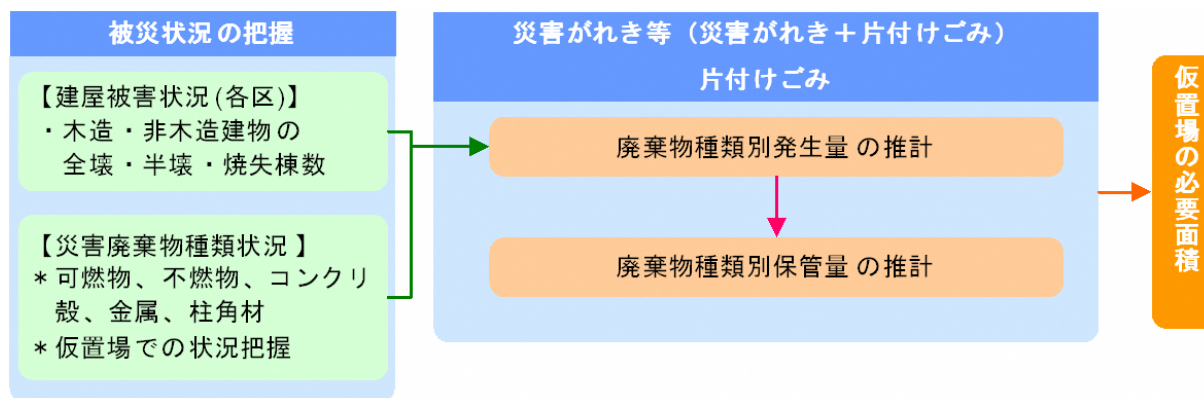 被災状況の把握
【建屋被害状況(各区)】
・木造・非木造建物の
全壊・半壊・焼失棟数
【災害廃棄物種類状況】
＊可燃物、不燃物、コンクリ
殻、金属、柱角材
＊仮置場での状況把握
災害がれき等（災害がれき＋片付けごみ）
片付けごみ
廃棄物種類別発生量の推計
廃棄物種類別保管量の推計
仮置場の必要面積